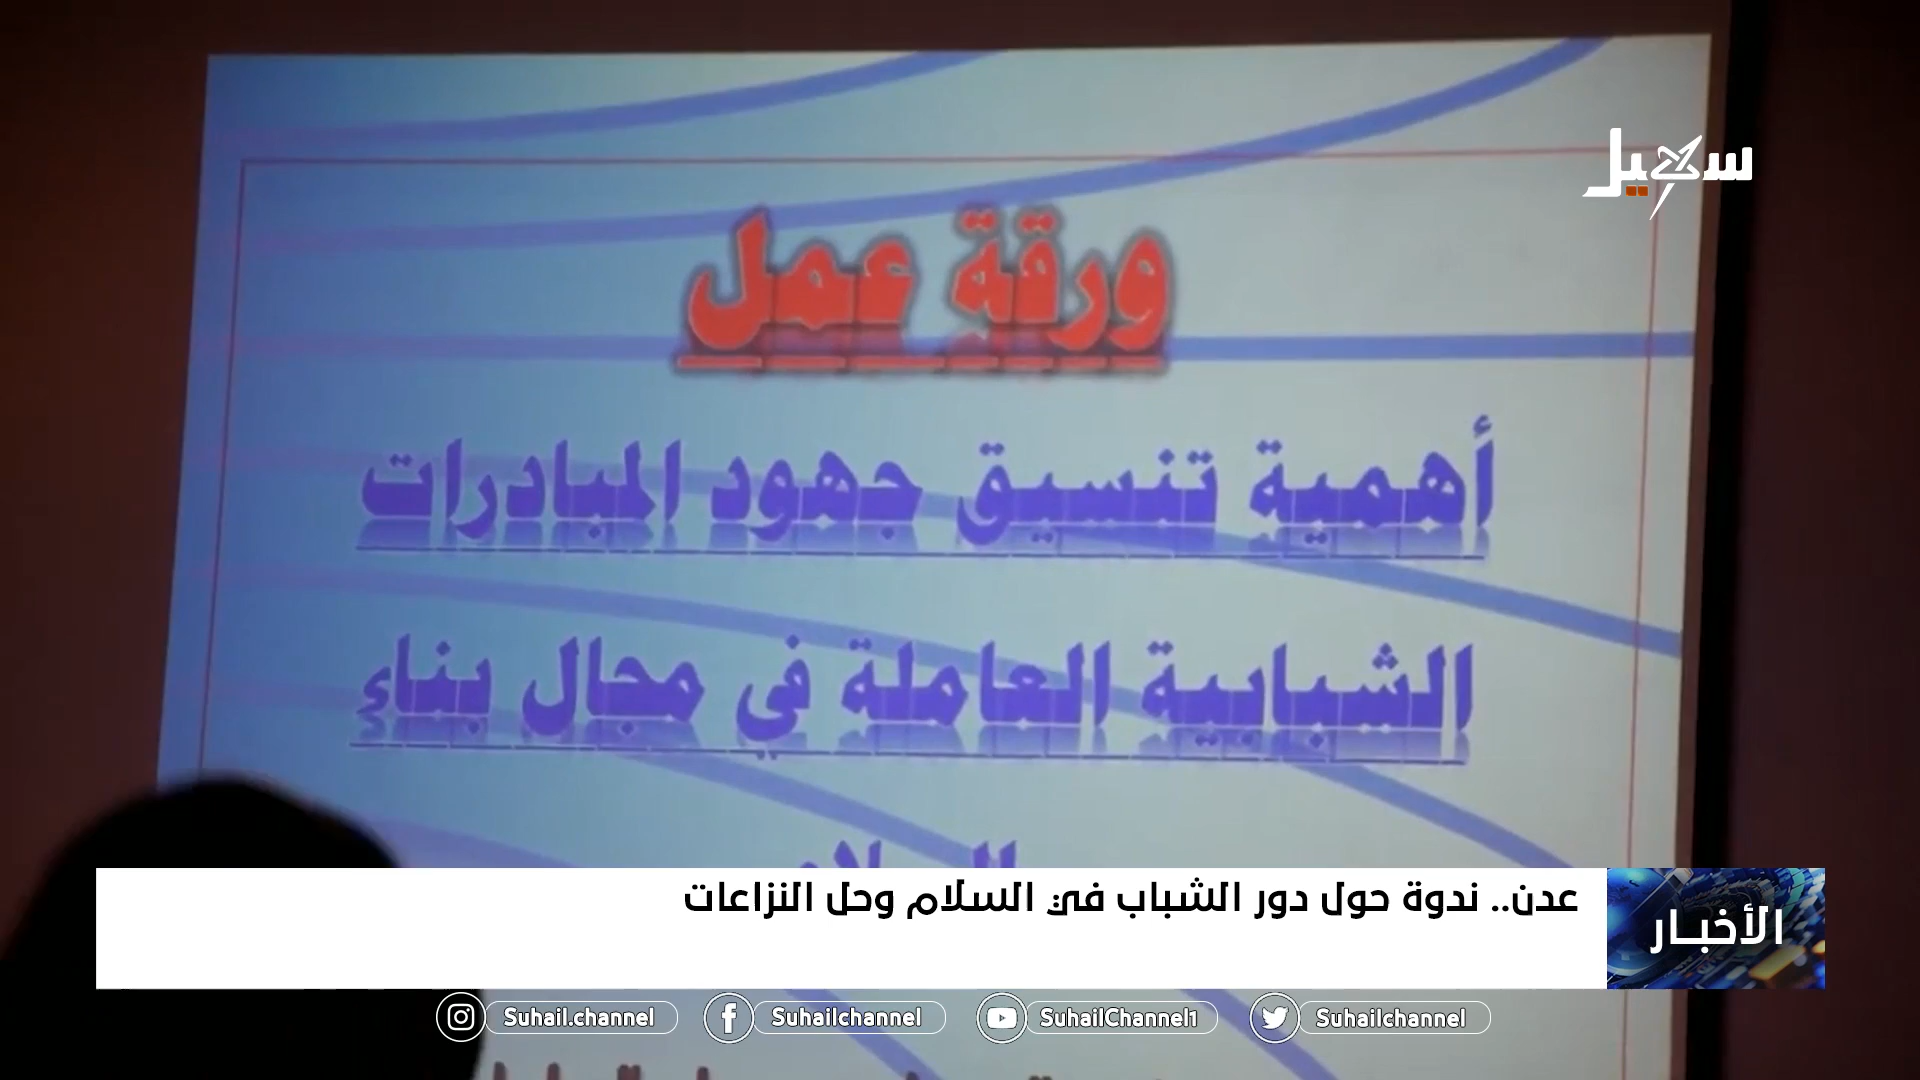 سهيل
ورقة عمل
أهمية تنسيق جهود المبادرات
الشبابية العاملة في مجال بناء
السلام
عدن.. ندوة حول دور الشباب في السلام وحل النزاعات
الأخبار
Suhail.channel
Suhailchannel
SuhailChannel1
Suhailchannel